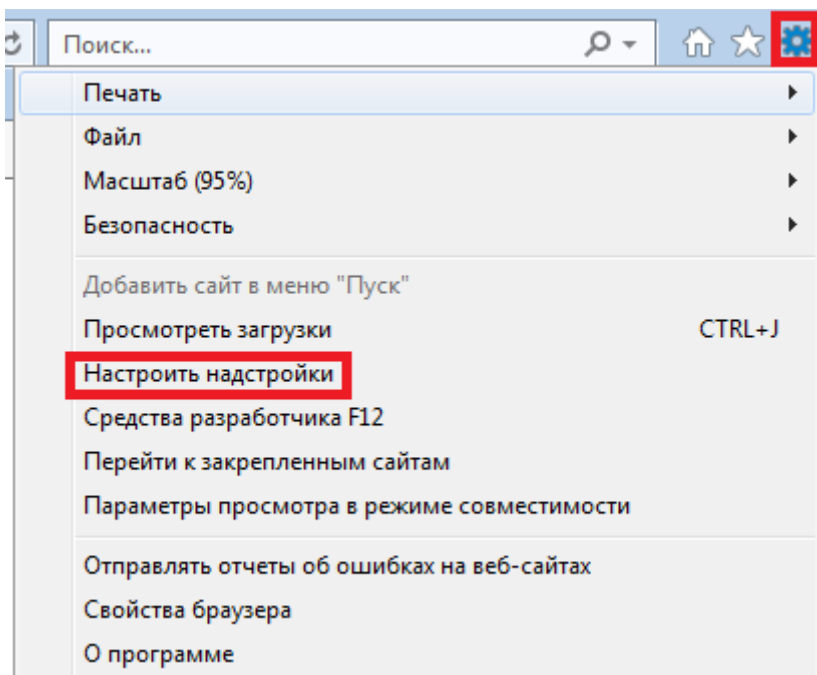 Поиск...
Печать
Файл
Масштаб (95%)
Безопасность
Добавить сайт в меню "Пуск"
Просмотреть загрузки CTRL+J
Настроить надстройки
Средства разработчика F12
Перейти к закрепленным сайтам
Параметры просмотра в режиме совместимости
Отправлять отчеты об ошибках на веб-сайтах
Свойства браузера
О программе